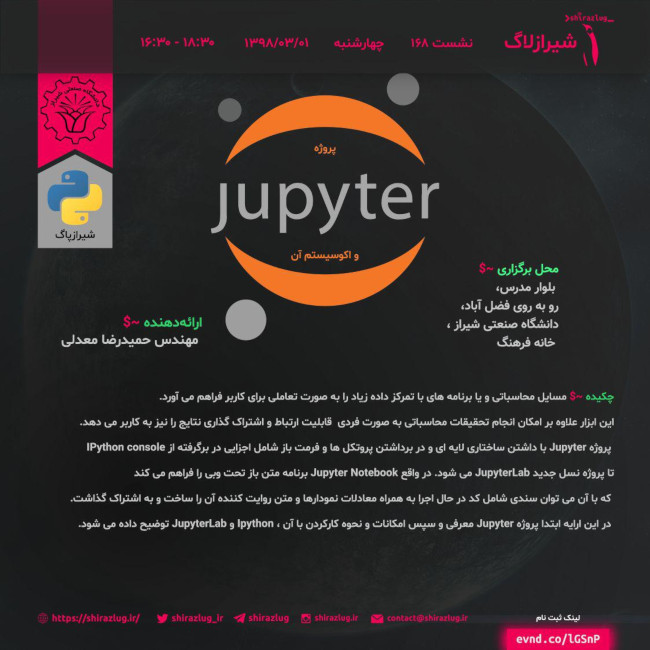 shirazlug_
شیرازلاگ
نشست ۱۶۸
چهارشنبه
۱۳۹۸/۰۳/۰۱
۱۶:۳۰ - ۱۸:۳۰
دانشگاه صنعتی شیراز
شیرازپاگ
پروژه
jupyter
و اکوسیستم آن
محل برگزاری ~$
بلوار مدرس،
رو به روی فضل آباد،
دانشگاه صنعتی شیراز ،
خانه فرهنگ
ارائه‌دهنده ~$
مهندس حمیدرضا معدلی
چکیده ~$ مسایل محاسباتی و یا برنامه های با تمرکز داده زیاد را به صورت تعاملی برای کاربر فراهم می آورد.
این ابزار علاوه بر امکان انجام تحقیقات محاسباتی به صورت فردی قابلیت ارتباط و اشتراک گذاری نتایج را نیز به کاربر می دهد.
پروژه Jupyter با داشتن ساختاری لایه ای و در برداشتن پروتکل ها و فرمت باز شامل اجزایی در برگرفته از IPython console
تا پروژه نسل جدید JupyterLab می شود. در واقع Jupyter Notebook برنامه متن باز تحت وبی را فراهم می کند
که با آن می توان سندی شامل کد در حال اجرا به همراه معادلات نمودارها و متن روایت کننده آن را ساخت و به اشتراک گذاشت.
در این ارایه ابتدا پروژه Jupyter معرفی و سپس امکانات و نحوه کارکردن با آن ، Ipython و JupyterLab توضیح داده می شود.
https://shirazlug.ir/
shirazlug_ir
shirazlug
shirazlug.ir
contact@shirazlug.ir
لینک ثبت نام
evnd.co/lGSnP